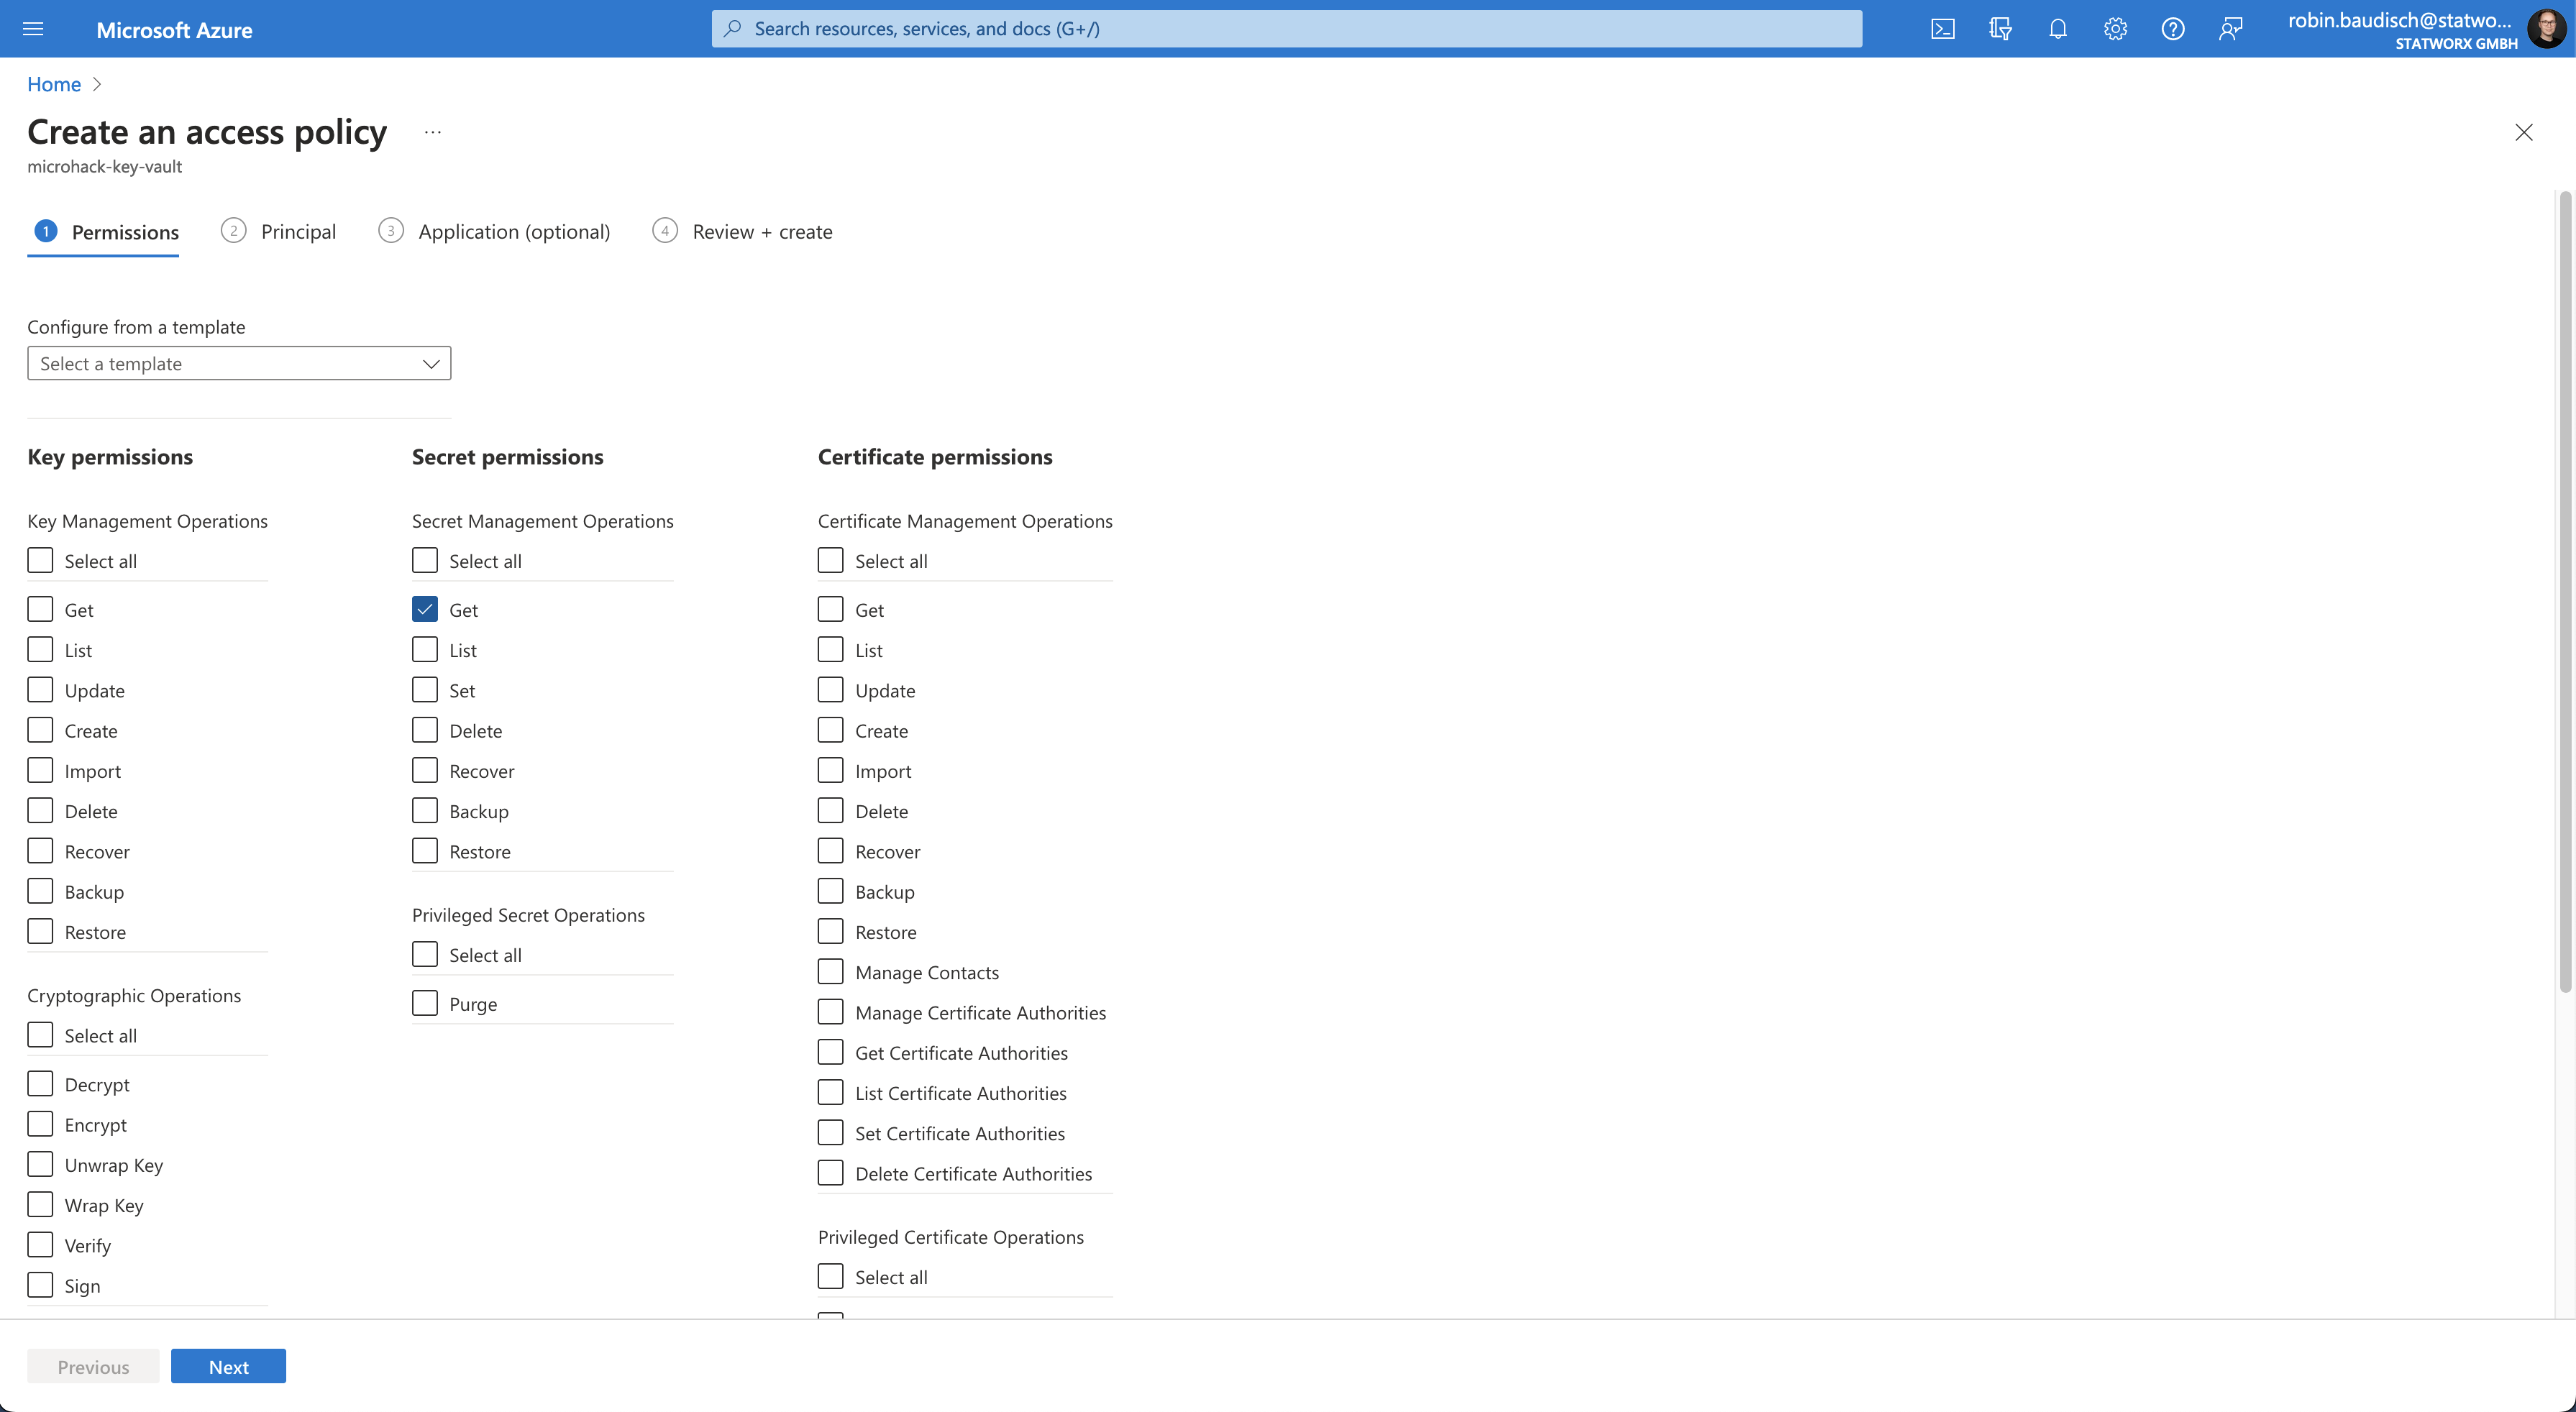 Microsoft Azure
Search resources, services, and docs (G+/)
robin.baudisch@statwo...
STATWORX GMBH
Home
Create an access policy ...
microhack-key-vault
1 Permissions
2 Principal
3 Application (optional)
4 Review + create
Configure from a template
Select a template
Key permissions
Key Management Operations
Select all
Get
List
Update
Create
Import
Delete
Recover
Backup
Restore
Cryptographic Operations
Select all
Decrypt
Encrypt
Unwrap Key
Wrap Key
Verify
Sign
Secret permissions
Secret Management Operations
Select all
Get
List
Set
Delete
Recover
Backup
Restore
Privileged Secret Operations
Select all
Purge
Certificate permissions
Certificate Management Operations
Select all
Get
List
Update
Create
Import
Delete
Recover
Backup
Restore
Manage Contacts
Manage Certificate Authorities
Get Certificate Authorities
List Certificate Authorities
Set Certificate Authorities
Delete Certificate Authorities
Privileged Certificate Operations
Select all
Previous
Next